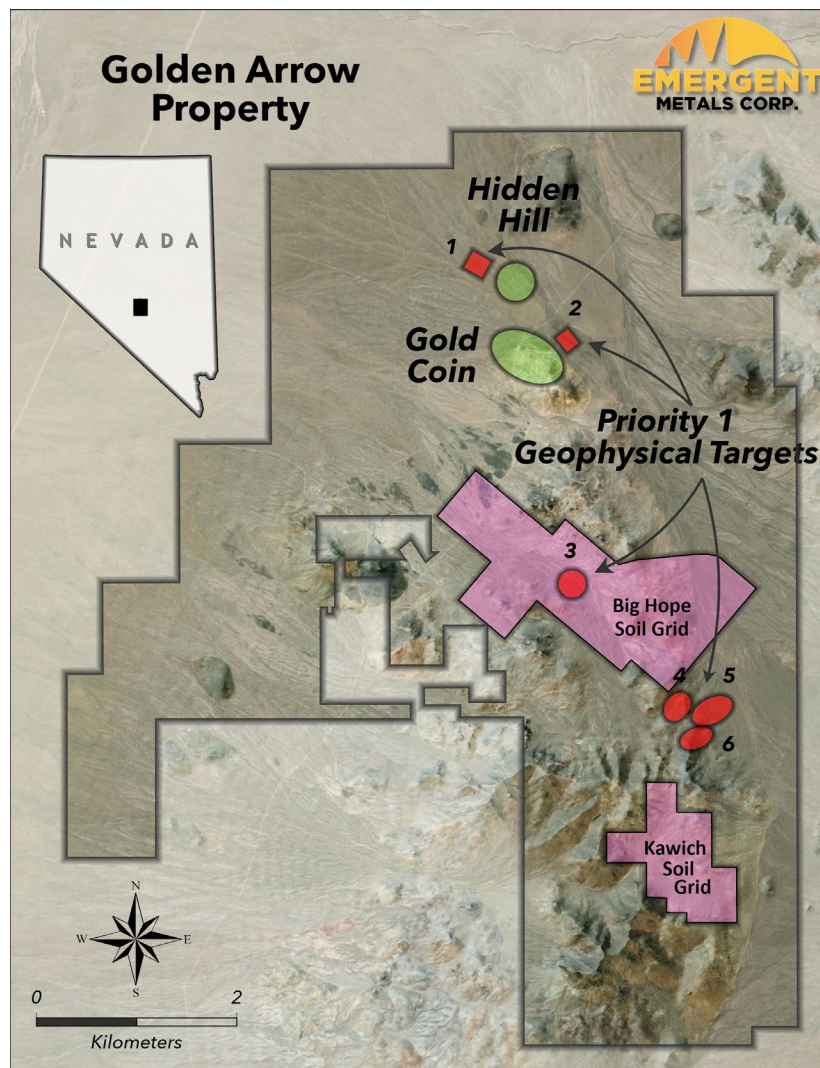 Golden Arrow
Property
EMERGENT
METALS CORP.
NEVADA
Hidden
Hill
1
2
Gold
Coin
Priority 1
Geophysical Targets
3
Big Hope
Soil Grid
4
5
6
Kawich
Soil
Grid
N
W
E
S
0
2
Kilometers